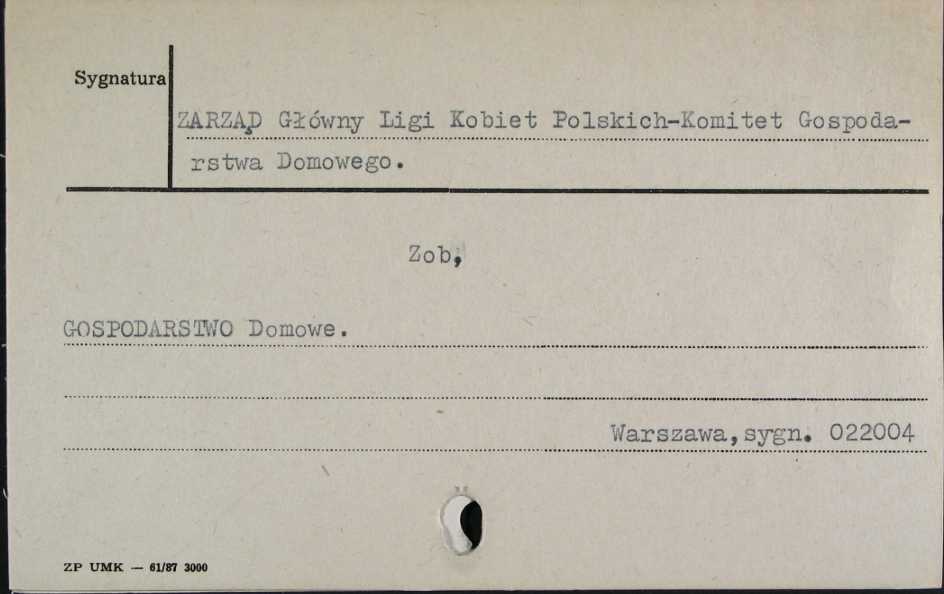 Sygnatura
ZARZĄD Główny Ligi Kobiet Polskich-Komitet Gospoda-
rstwa Domowego.
Zob,
GOSPODARSTWO Domowe.
Warszawa, sygn. 022004
ZP UMK — 61/87 3000